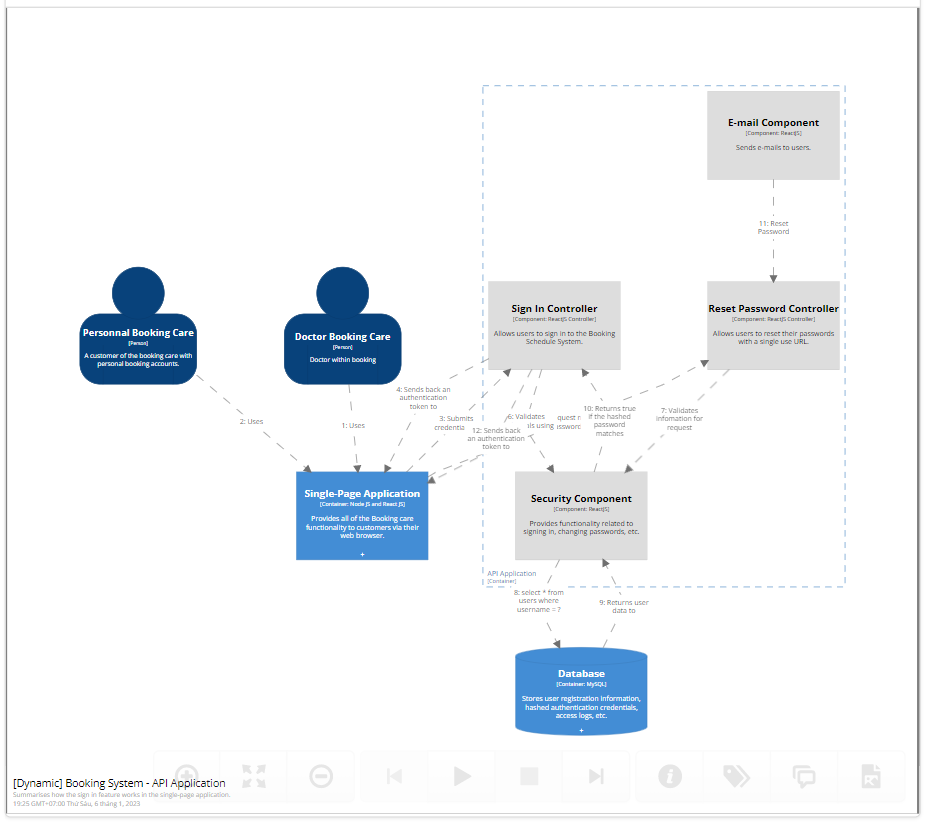 E-mail Component
[Component: ReactJS]
Sends e-mails to users.
11: Reset
Password
Personnal Booking Care
[Person]
A customer of the booking care with
personal booking accounts.
Doctor Booking Care
[Person]
Doctor within booking
Sign In Controller
[Component: ReactJS Controller]
Allows users to sign in to the Booking
Schedule System.
Reset Password Controller
[Component: ReactJS Controller]
Allows users to reset their passwords
with a single use URL.
2: Uses
1: Uses
4: Sends back an
authentication
token to
3: Submits
credentia
12: Sends back
an authentication
token to
6: Validates
using
10: Returns true
if the hashed
password
matches
7: Validates
infomation for
request
Single-Page Application
[Container: Node JS and React JS]
Provides all of the Booking care
functionality to customers via their
web browser.
+
Security Component
[Component: ReactJS]
Provides functionality related to
signing in, changing passwords, etc.
API Application
[Container]
8: select * from
users where
username = ?
9: Returns user
data to
Database
[Container: MySQL]
Stores user registration information,
hashed authentication credentials,
access logs, etc.
+
[Dynamic] Booking System - API Application
Summarises how the sign in feature works in the single-page application.
19:25 GMT+07:00 Thứ Sáu, 6 tháng 1, 2023